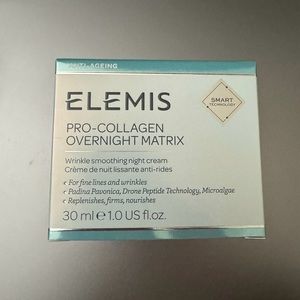 ANTI-AGEING
ELEMIS
SMART
TECHNOLOGY
PRO-COLLAGEN
OVERNIGHT MATRIX
Wrinkle smoothing night cream
Crème de nuit lissante anti-rides
For fine lines and wrinkles
Padina Pavonica, Drone Peptide Technology, Microalgae
Replenishes, firms, nourishes
30 ml ℮ 1.0 US fl.oz.